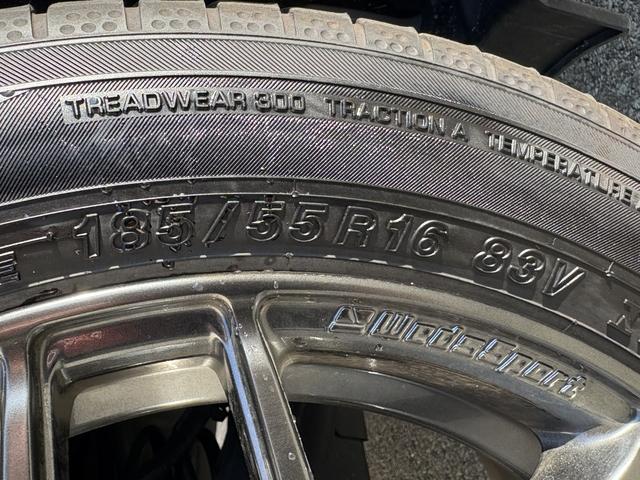 TREADWEAR 300 TRACTION A TEMPERATURE
185/55R16 83V
WedsSport